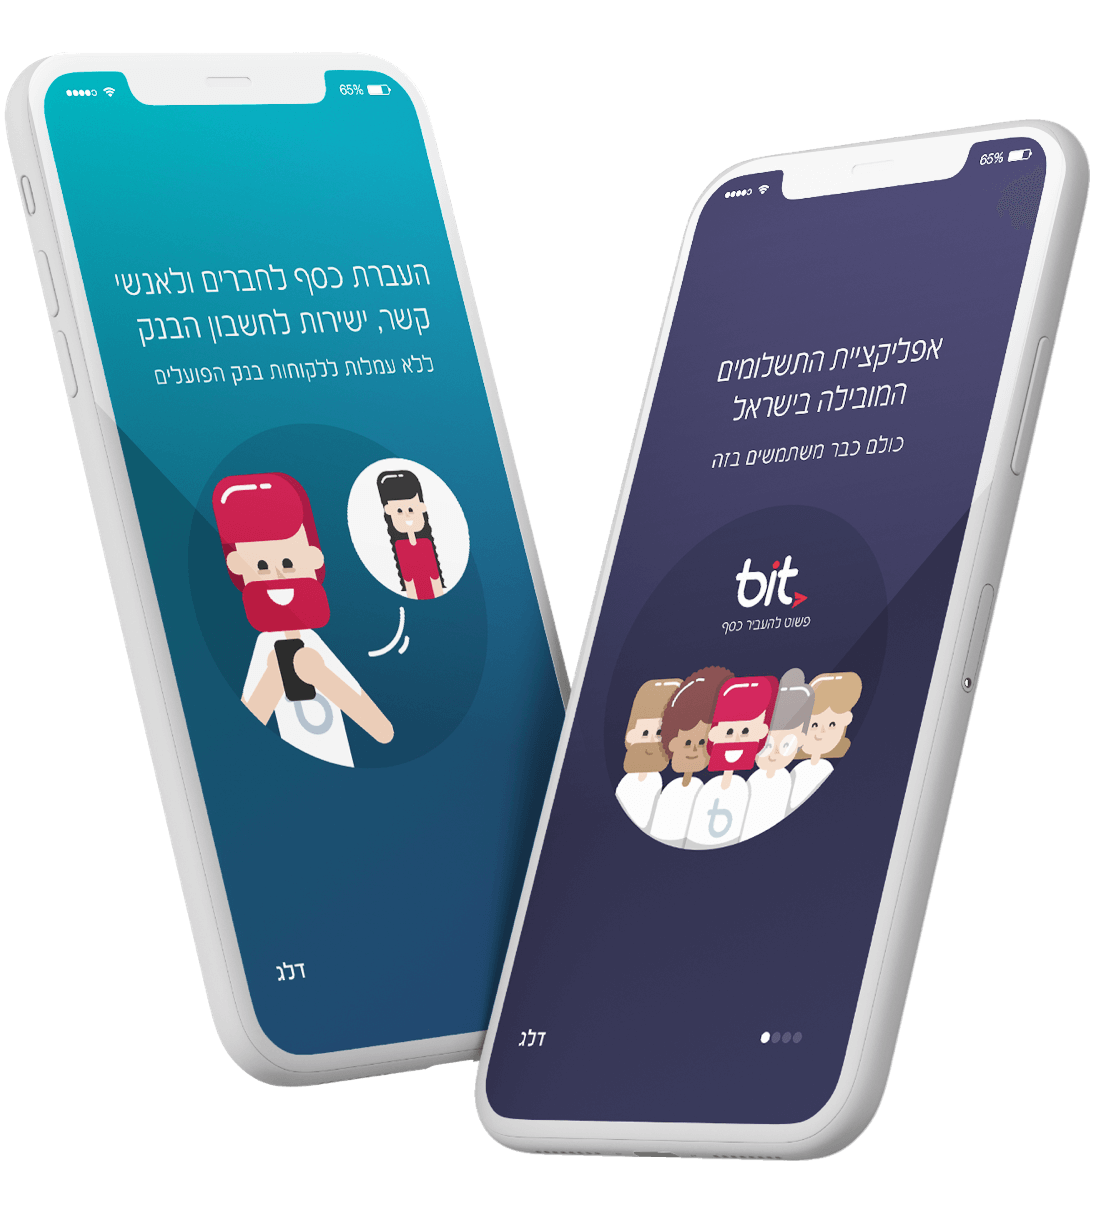 65%
העברת כסף לחברים ולאנשי
קשר, ישירות לחשבון הבנק
ללא עמלות ללקוחות בנק הפועלים
דלג
65%
אפליקציית התשלומים
המובילה בישראל
כולם כבר משתמשים בזה
bit
פשוט להעביר כסף
דלג